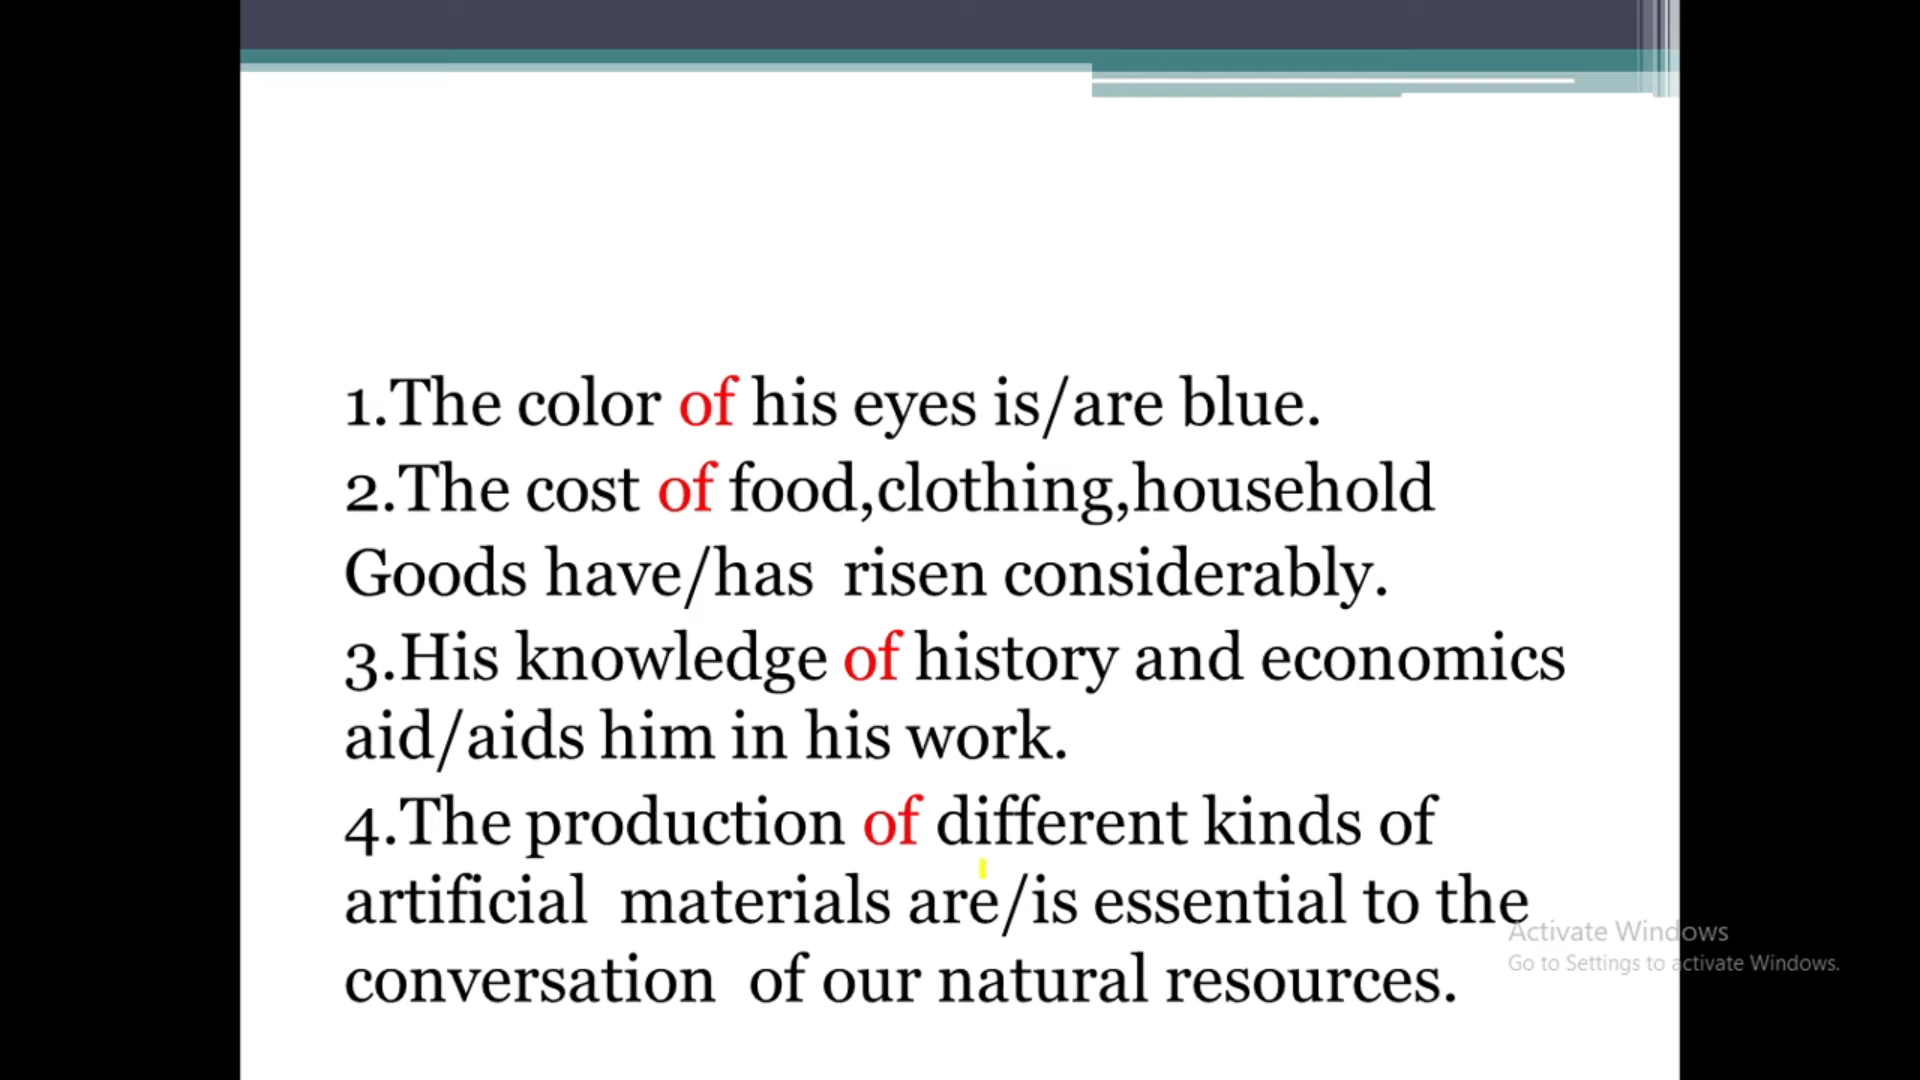 1.The color of his eyes is/are blue.
2.The cost of food,clothing,household
Goods have/has risen considerably.
3.His knowledge of history and economics
aid/aids him in his work.
4.The production of different kinds of
artificial materials are/is essential to the
conversation of our natural resources.
Activate Windows
Go to Settings to activate Windows.